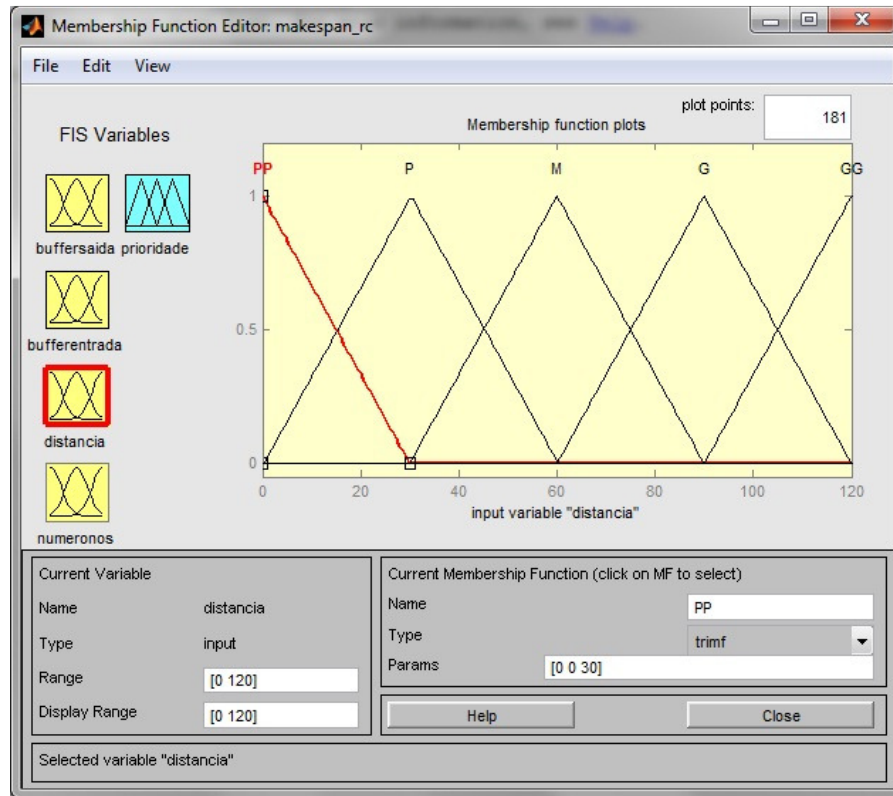 Membership Function Editor: makespan_rc
File Edit View
FIS Variables
plot points: 181
Membership function plots
PP P M G GG
1
0.5
0
0 20 40 60 80 100 120
input variable "distancia"
buffersaida prioridade
bufferentrada
distancia
numeronos
Current Variable
Name distancia
Type input
Range [0 120]
Display Range [0 120]
Current Membership Function (click on MF to select)
Name PP
Type trimf
Params [0 0 30]
Help Close
Selected variable "distancia"